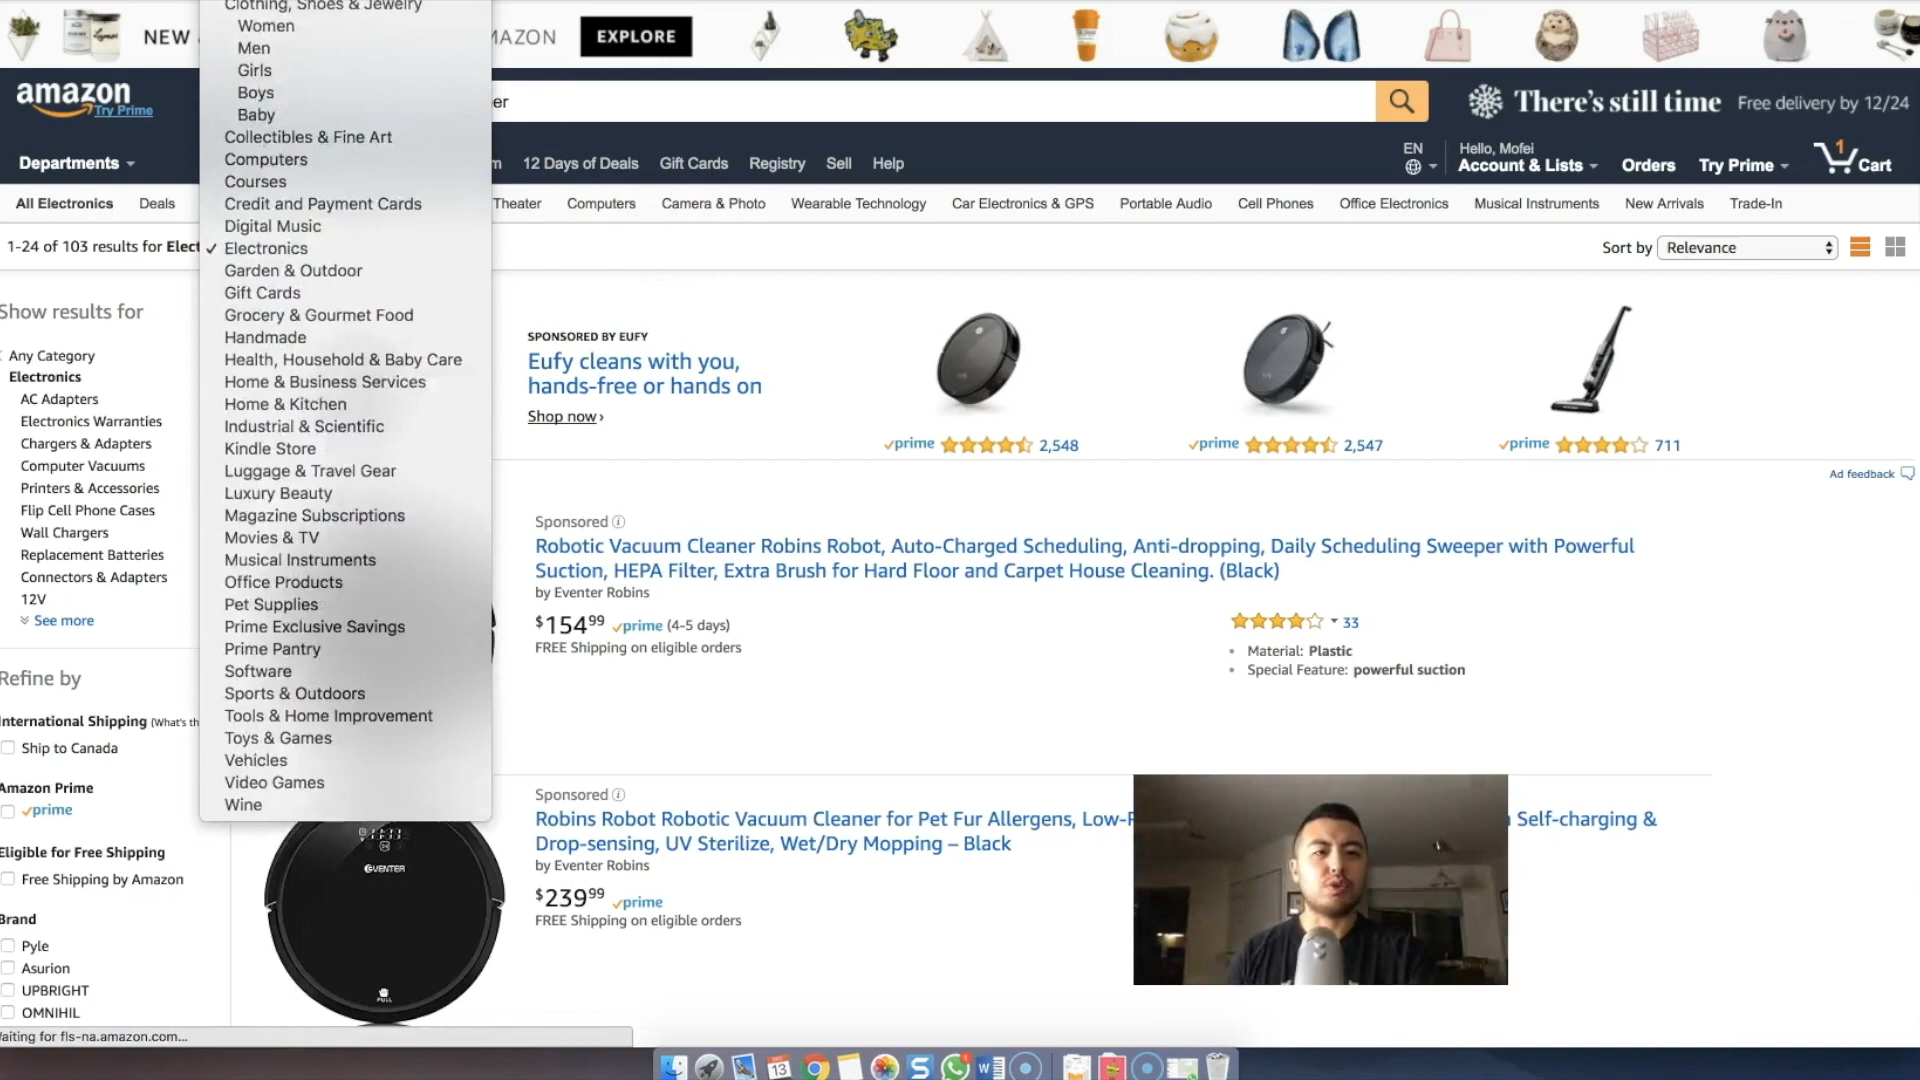 NEW
AMAZON
EXPLORE
amazon
Try Prime
er
There's still time
Free delivery by 12/24
Departments
12 Days of Deals
Gift Cards
Registry
Sell
Help
EN
Hello, Mofei
Account & Lists
Orders
Try Prime
1
Cart
All Electronics
Deals
Theater
Computers
Camera & Photo
Wearable Technology
Car Electronics & GPS
Portable Audio
Cell Phones
Office Electronics
Musical Instruments
New Arrivals
Trade-In
1-24 of 103 results for Elect
Sort by
Relevance
Clothing, Shoes & Jewelry
Women
Men
Girls
Boys
Baby
Collectibles & Fine Art
Computers
Courses
Credit and Payment Cards
Digital Music
✓ Electronics
Garden & Outdoor
Gift Cards
Grocery & Gourmet Food
Handmade
Health, Household & Baby Care
Home & Business Services
Home & Kitchen
Industrial & Scientific
Kindle Store
Luggage & Travel Gear
Luxury Beauty
Magazine Subscriptions
Movies & TV
Musical Instruments
Office Products
Pet Supplies
Prime Exclusive Savings
Prime Pantry
Software
Sports & Outdoors
Tools & Home Improvement
Toys & Games
Vehicles
Video Games
Wine
Show results for
Any Category
Electronics
AC Adapters
Electronics Warranties
Chargers & Adapters
Computer Vacuums
Printers & Accessories
Flip Cell Phone Cases
Wall Chargers
Replacement Batteries
Connectors & Adapters
12V
See more
Refine by
International Shipping (What's th
Ship to Canada
Amazon Prime
prime
Eligible for Free Shipping
Free Shipping by Amazon
Brand
Pyle
Asurion
UPBRIGHT
OMNIHIL
SPONSORED BY EUFY
Eufy cleans with you,
hands-free or hands on
Shop now ›
prime 2,548
prime 2,547
prime 711
Ad feedback
Sponsored
Robotic Vacuum Cleaner Robins Robot, Auto-Charged Scheduling, Anti-dropping, Daily Scheduling Sweeper with Powerful
Suction, HEPA Filter, Extra Brush for Hard Floor and Carpet House Cleaning. (Black)
by Eventer Robins
$154 99 prime (4-5 days)
FREE Shipping on eligible orders
33
• Material: Plastic
• Special Feature: powerful suction
Sponsored
Robins Robot Robotic Vacuum Cleaner for Pet Fur Allergens, Low-
Self-charging &
Drop-sensing, UV Sterilize, Wet/Dry Mopping – Black
by Eventer Robins
$239 99 prime
FREE Shipping on eligible orders
EVENTER
PULL
aiting for fls-na.amazon.com...
DEC
13